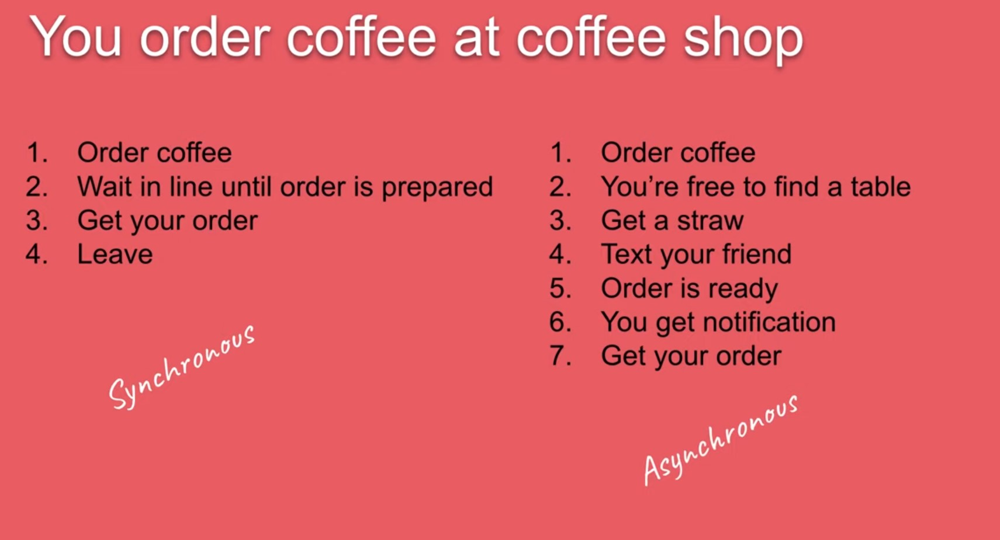 You order coffee at coffee shop
1. Order coffee
2. Wait in line until order is prepared
3. Get your order
4. Leave
Synchronous
1. Order coffee
2. You’re free to find a table
3. Get a straw
4. Text your friend
5. Order is ready
6. You get notification
7. Get your order
Asynchronous